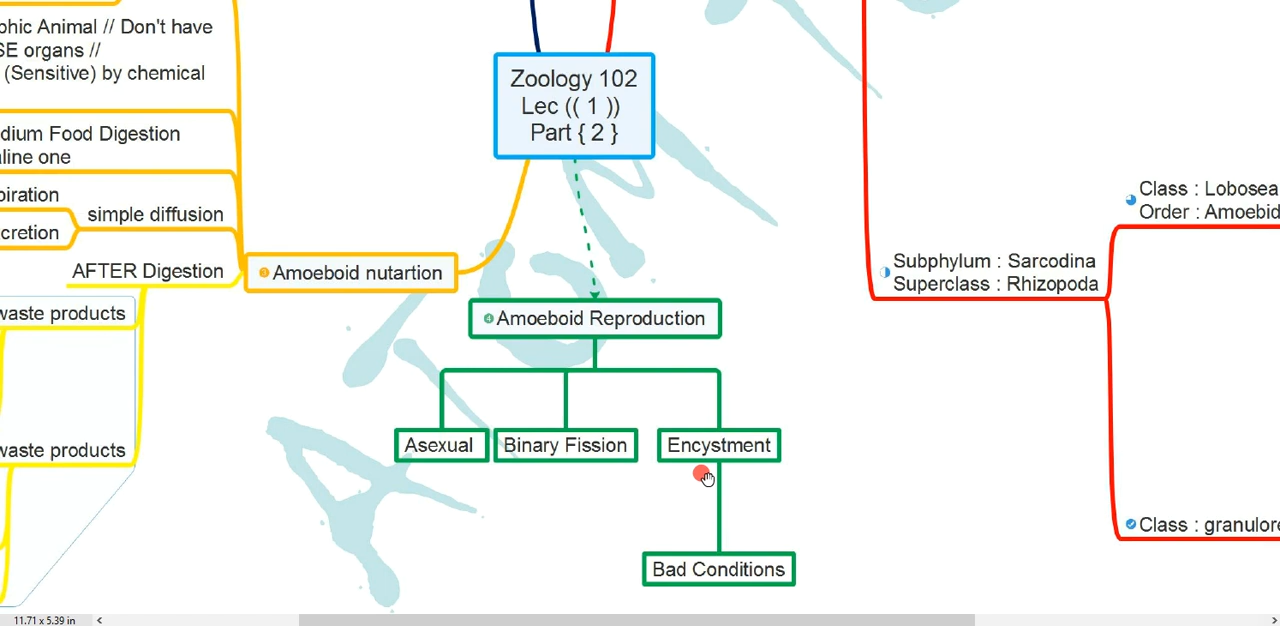 phic Animal // Don't have
SE organs //
(Sensitive) by chemical
dium Food Digestion
line one
piration
simple diffusion
cretion
AFTER Digestion
waste products
waste products
Zoology 102
Lec (( 1 ))
Part { 2 }
Amoeboid nutartion
Amoeboid Reproduction
Asexual
Binary Fission
Encystment
Bad Conditions
Subphylum : Sarcodina
Superclass : Rhizopoda
Class : Lobosea
Order : Amoebid
Class : granulore
11.71 x 5.39 in